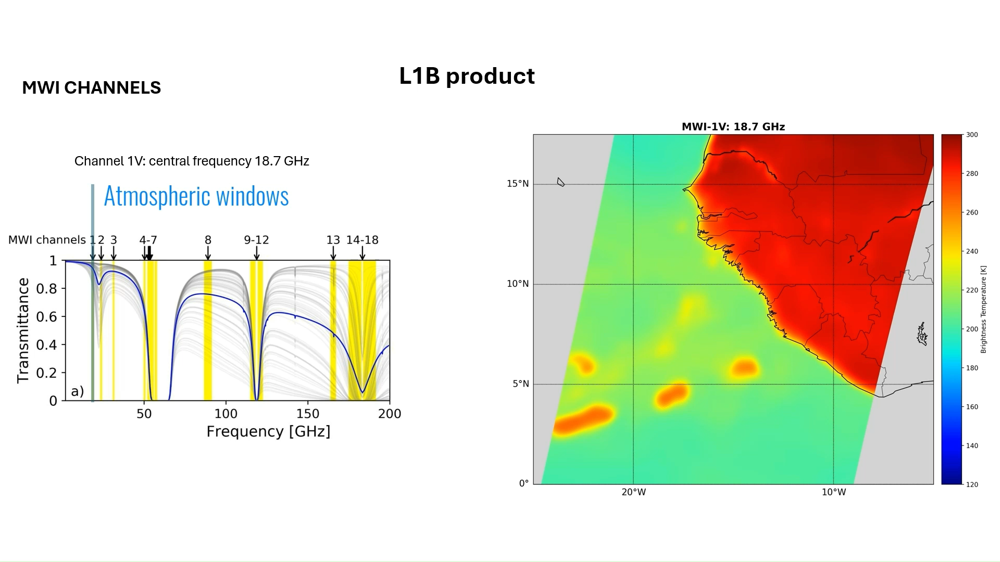 L1B product
MWI CHANNELS
Channel 1V: central frequency 18.7 GHz
Atmospheric windows
MWI channels 1 2 3 4-7 8 9-12 13 14-18
Transmittance
1
0.8
0.6
0.4
0.2
0
a)
50 100 150 200
Frequency [GHz]
MWI-1V: 18.7 GHz
15°N
10°N
5°N
0°
20°W 10°W
300
280
260
240
220
200
180
160
140
120
Brightness Temperature [K]